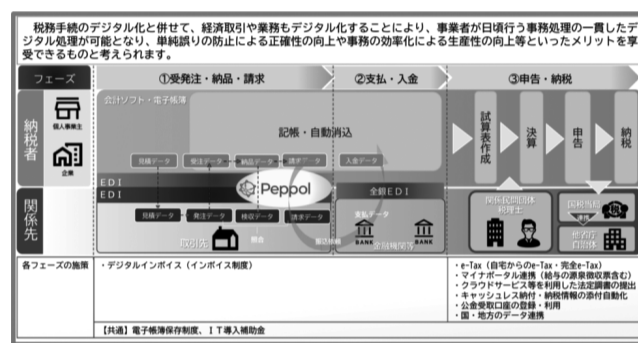 税務手続のデジタル化と併せて、経済取引や業務もデジタル化することにより、事業者が日頃行う事務処理の一貫したデ
ジタル処理が可能となり、単純誤りの防止による正確性の向上や事務の効率化による生産性の向上等といったメリットを享
受できるものと考えられます。
フェーズ
①受発注・納品・請求
②支払・入金
③申告・納税
納税者
個人事業主
企業
会計ソフト・電子帳簿
記帳・自動消込
見積データ
受注データ
納品データ
請求データ
入金データ
試算表作成
決算
申告
納税
EDI
EDI
Peppol
全銀EDI
関係先
見積データ
発注データ
検収データ
請求データ
支払データ
取引先
照合
BANK
BANK
金融機関等
関係民間団体
税理士
国税当局
連携
他省庁
自治体
各フェーズの施策
・デジタルインボイス（インボイス制度）
・e-Tax（自宅からのe-Tax・完全e-Tax）
・マイナポータル連携（給与の源泉徴収票含む）
・クラウドサービス等を利用した法定調書の提出
・キャッシュレス納付・納税情報の添付自動化
・公金受取口座の登録・利用
・国・地方のデータ連携
【共通】電子帳簿保存制度、ＩＴ導入補助金